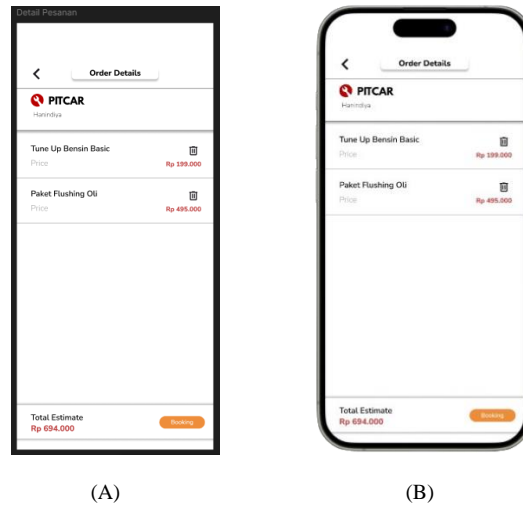 Detail Pesanan
Order Details
PITCAR
Hanindiya
Tune Up Bensin Basic
Price
Rp 199.000
Paket Flushing Oli
Price
Rp 495.000
Total Estimate
Rp 694.000
Booking
(A)
Order Details
PITCAR
Hanindiya
Tune Up Bensin Basic
Price
Rp 199.000
Paket Flushing Oli
Price
Rp 495.000
Total Estimate
Rp 694.000
Booking
(B)